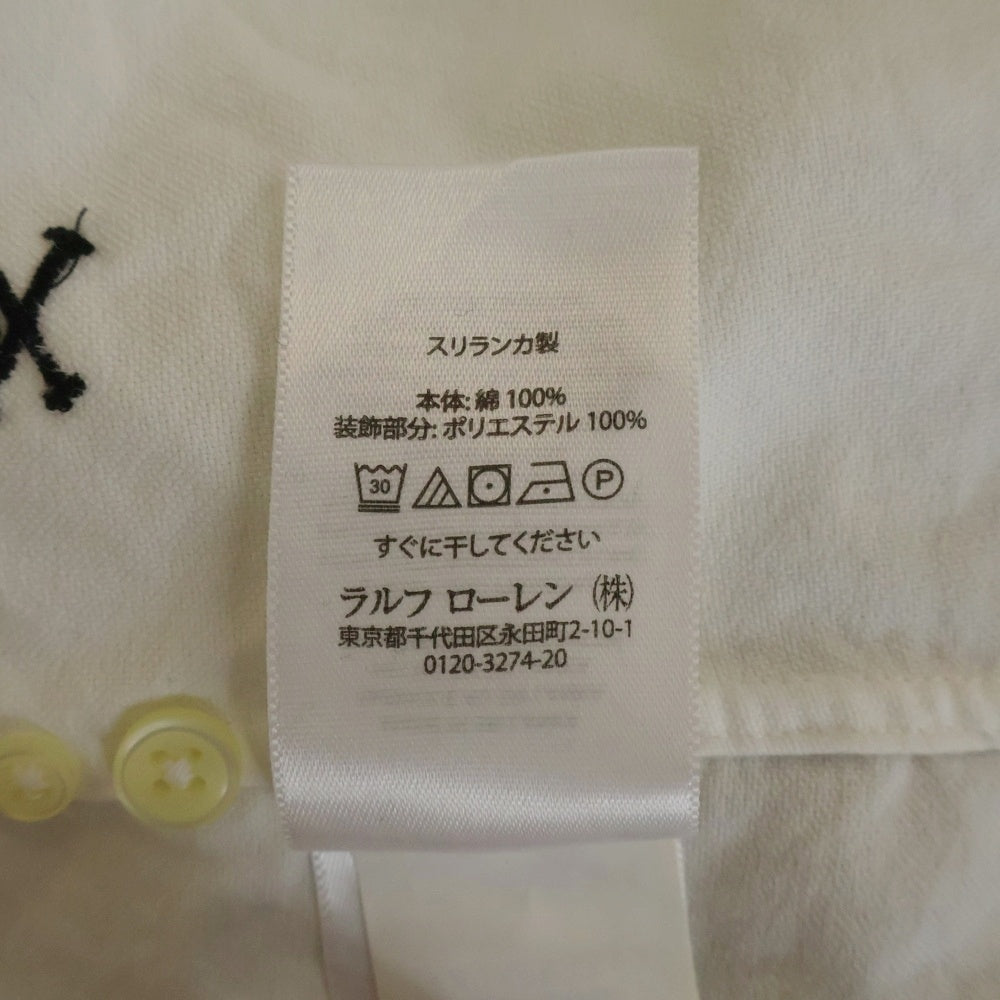 スリランカ製
本体: 綿 100%
装飾部分: ポリエステル 100%
30 P
すぐに干してください
ラルフ ローレン (株)
東京都千代田区永田町2-10-1
0120-3274-20